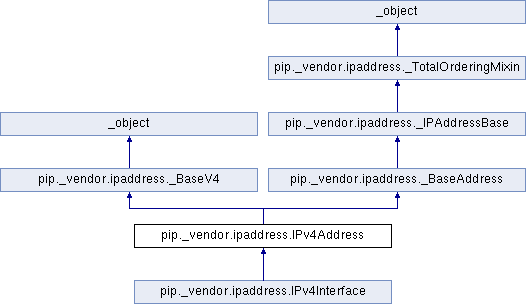 _object
pip._vendor.ipaddress._TotalOrderingMixin
_object
pip._vendor.ipaddress._IPAddressBase
pip._vendor.ipaddress._BaseV4
pip._vendor.ipaddress._BaseAddress
pip._vendor.ipaddress.IPv4Address
pip._vendor.ipaddress.IPv4Interface